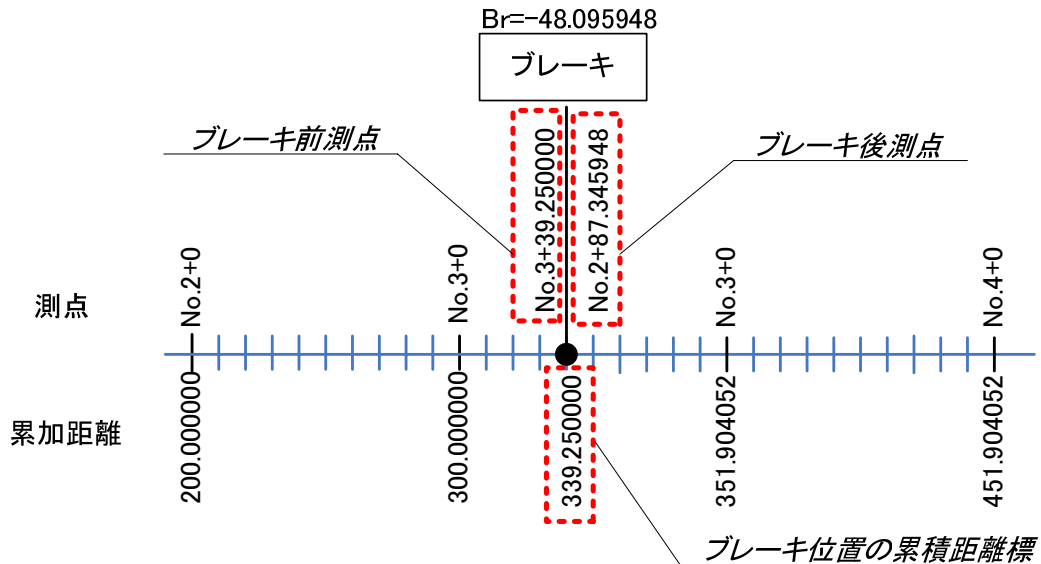 Br=-48.095948
ブレーキ
ブレーキ前測点
No.3+39.250000
No.2+87.345948
ブレーキ後測点
測点
No.2+0
No.3+0
No.3+0
No.4+0
累加距離
200.000000
300.000000
339.250000
351.904052
451.904052
ブレーキ位置の累積距離標